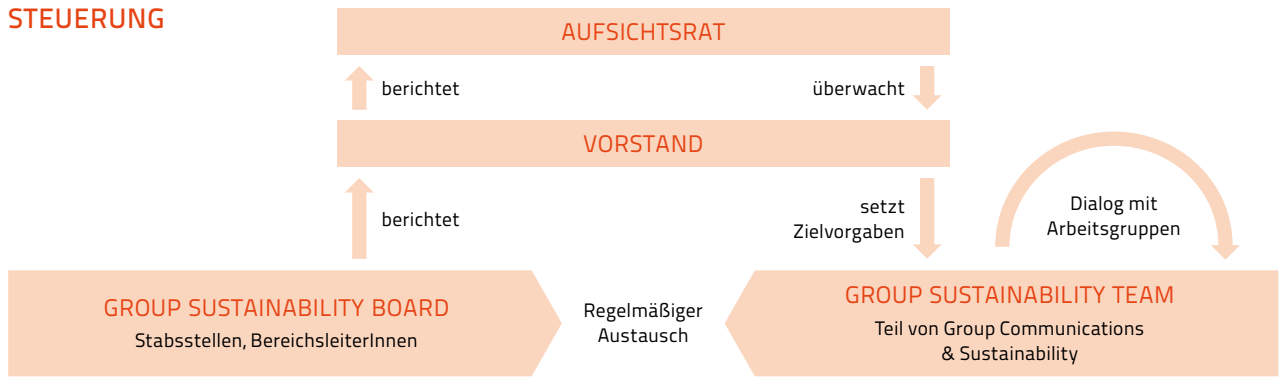 STEUERUNG
AUFSICHTSRAT
berichtet
überwacht
VORSTAND
berichtet
setzt
Zielvorgaben
Dialog mit
Arbeitsgruppen
GROUP SUSTAINABILITY BOARD
Stabsstellen, BereichsleiterInnen
Regelmäßiger
Austausch
GROUP SUSTAINABILITY TEAM
Teil von Group Communications
& Sustainability